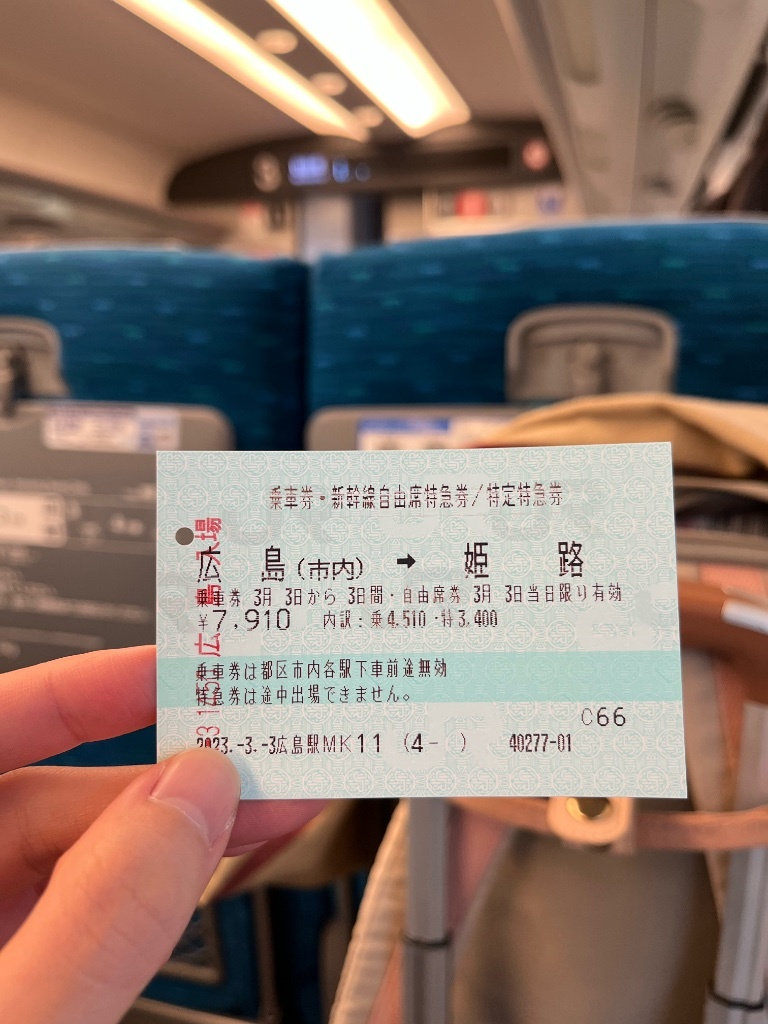 乗車券・新幹線自由席特急券/特定特急券
広 島(市内) ➡ 姫 路
乗車券 3月 3日から 3日間・自由席券 3月 3日当日限り有効
¥7,910 内訳:乗4,510・特3,400
乗車券は都区市内各駅下車前途無効
特急券は途中出場できません。
C66
2023.-3.-3広島駅MK11 (4- ) 40277-01